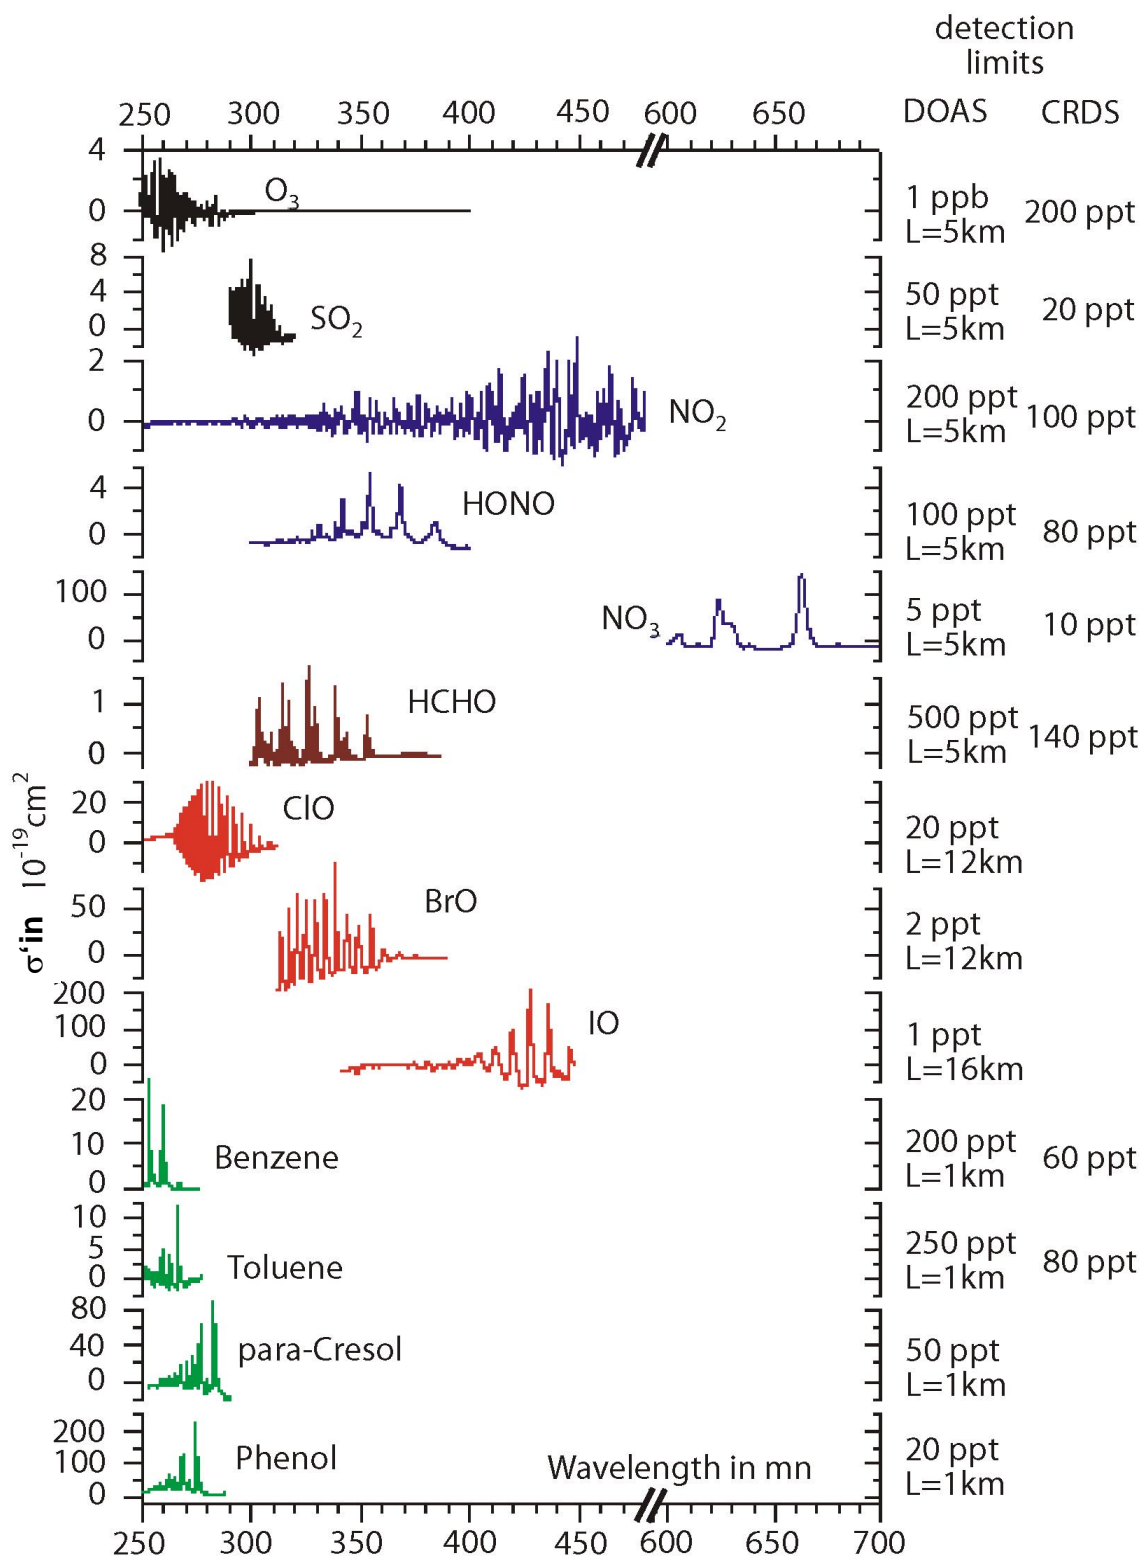 detection
limits
250 300 350 400 450 600 650 DOAS CRDS
4
0
O3
1 ppb
L=5km
200 ppt
8
4
0
SO2
50 ppt
L=5km
20 ppt
2
0
NO2
200 ppt
L=5km
100 ppt
4
0
HONO
100 ppt
L=5km
80 ppt
100
0
NO3
5 ppt
L=5km
10 ppt
1
0
HCHO
500 ppt
L=5km
140 ppt
σ‘in 10-19cm2
20
0
ClO
20 ppt
L=12km
50
0
BrO
2 ppt
L=12km
200
100
0
IO
1 ppt
L=16km
20
10
0
Benzene
200 ppt
L=1km
60 ppt
10
5
0
Toluene
250 ppt
L=1km
80 ppt
80
40
0
para-Cresol
50 ppt
L=1km
200
100
0
Phenol
Wavelength in mn
20 ppt
L=1km
250 300 350 400 450 600 650 700